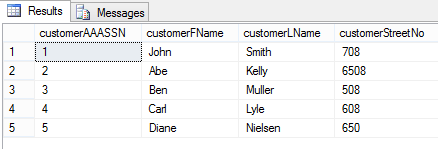 Results Messages
customerAAASSN customerFName customerLName customerStreetNo
1 1 John Smith 708
2 2 Abe Kelly 6508
3 3 Ben Muller 508
4 4 Carl Lyle 608
5 5 Diane Nielsen 650